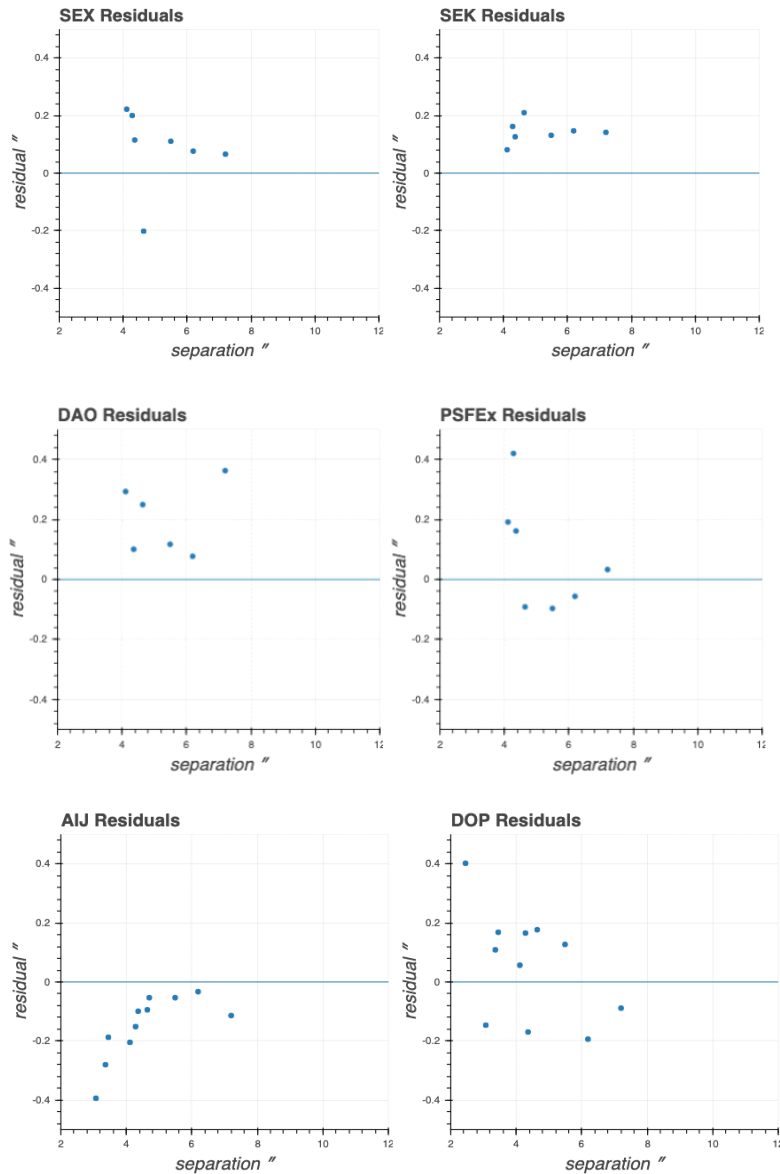 SEX Residuals
0.4
0.2
0
-0.2
-0.4
residual ″
2 4 6 8 10 12
separation ″
SEK Residuals
0.4
0.2
0
-0.2
-0.4
residual ″
2 4 6 8 10 12
separation ″
DAO Residuals
0.4
0.2
0
-0.2
-0.4
residual ″
2 4 6 8 10 12
separation ″
PSFEx Residuals
0.4
0.2
0
-0.2
-0.4
residual ″
2 4 6 8 10 12
separation ″
AIJ Residuals
0.4
0.2
0
-0.2
-0.4
residual ″
2 4 6 8 10 12
separation ″
DOP Residuals
0.4
0.2
0
-0.2
-0.4
residual ″
2 4 6 8 10 12
separation ″